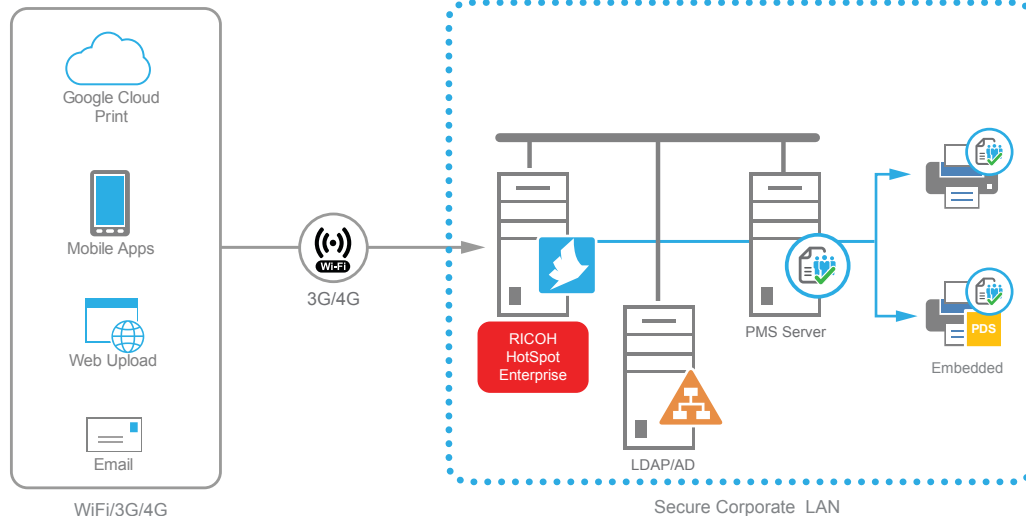 Google Cloud
Print
Mobile Apps
Web Upload
Email
WiFi/3G/4G
Wi-Fi
3G/4G
RICOH
HotSpot
Enterprise
LDAP/AD
PMS Server
PDS
Embedded
Secure Corporate LAN